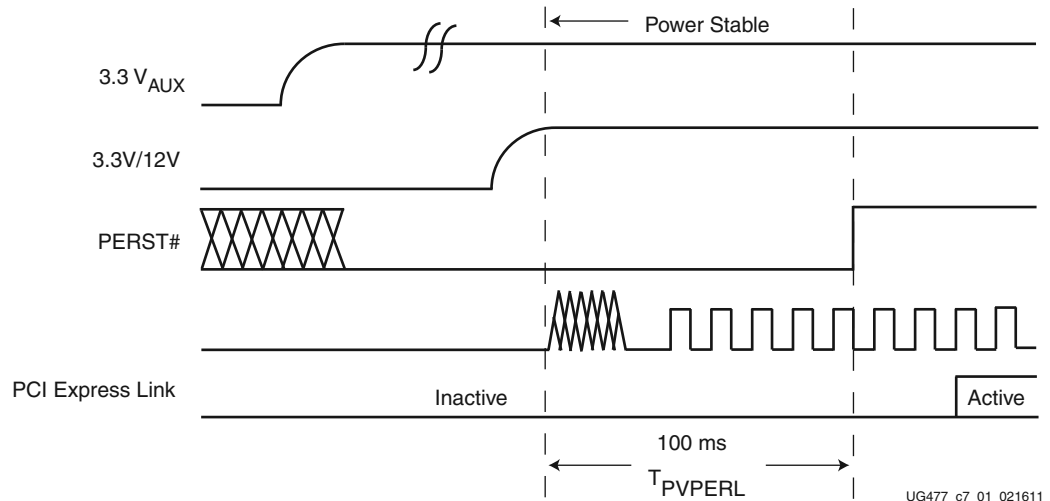 Power Stable
3.3 VAUX
3.3V/12V
PERST#
PCI Express Link
Inactive
Active
100 ms
TPVPERL
UG477_c7_01_021611